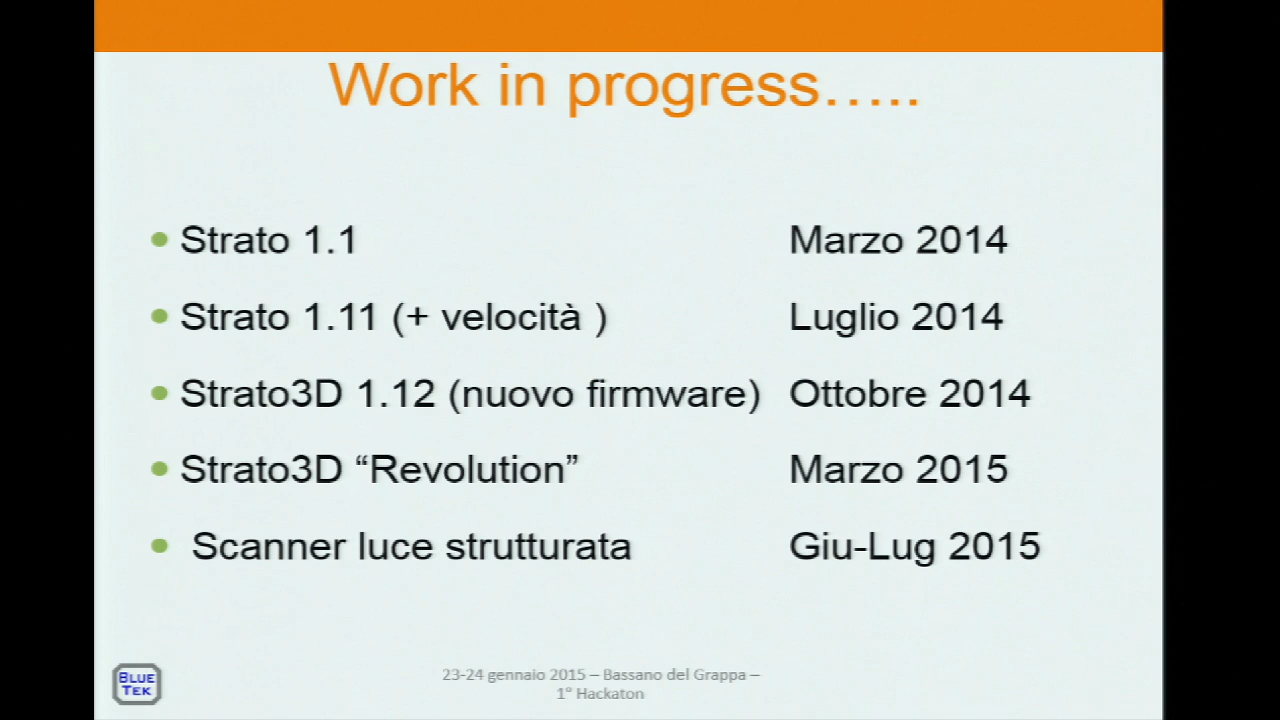 Work in progress…..
• Strato 1.1 Marzo 2014
• Strato 1.11 (+ velocità ) Luglio 2014
• Strato3D 1.12 (nuovo firmware) Ottobre 2014
• Strato3D “Revolution” Marzo 2015
• Scanner luce strutturata Giu-Lug 2015
BLUE
TEK
23-24 gennaio 2015 – Bassano del Grappa –
1° Hackaton